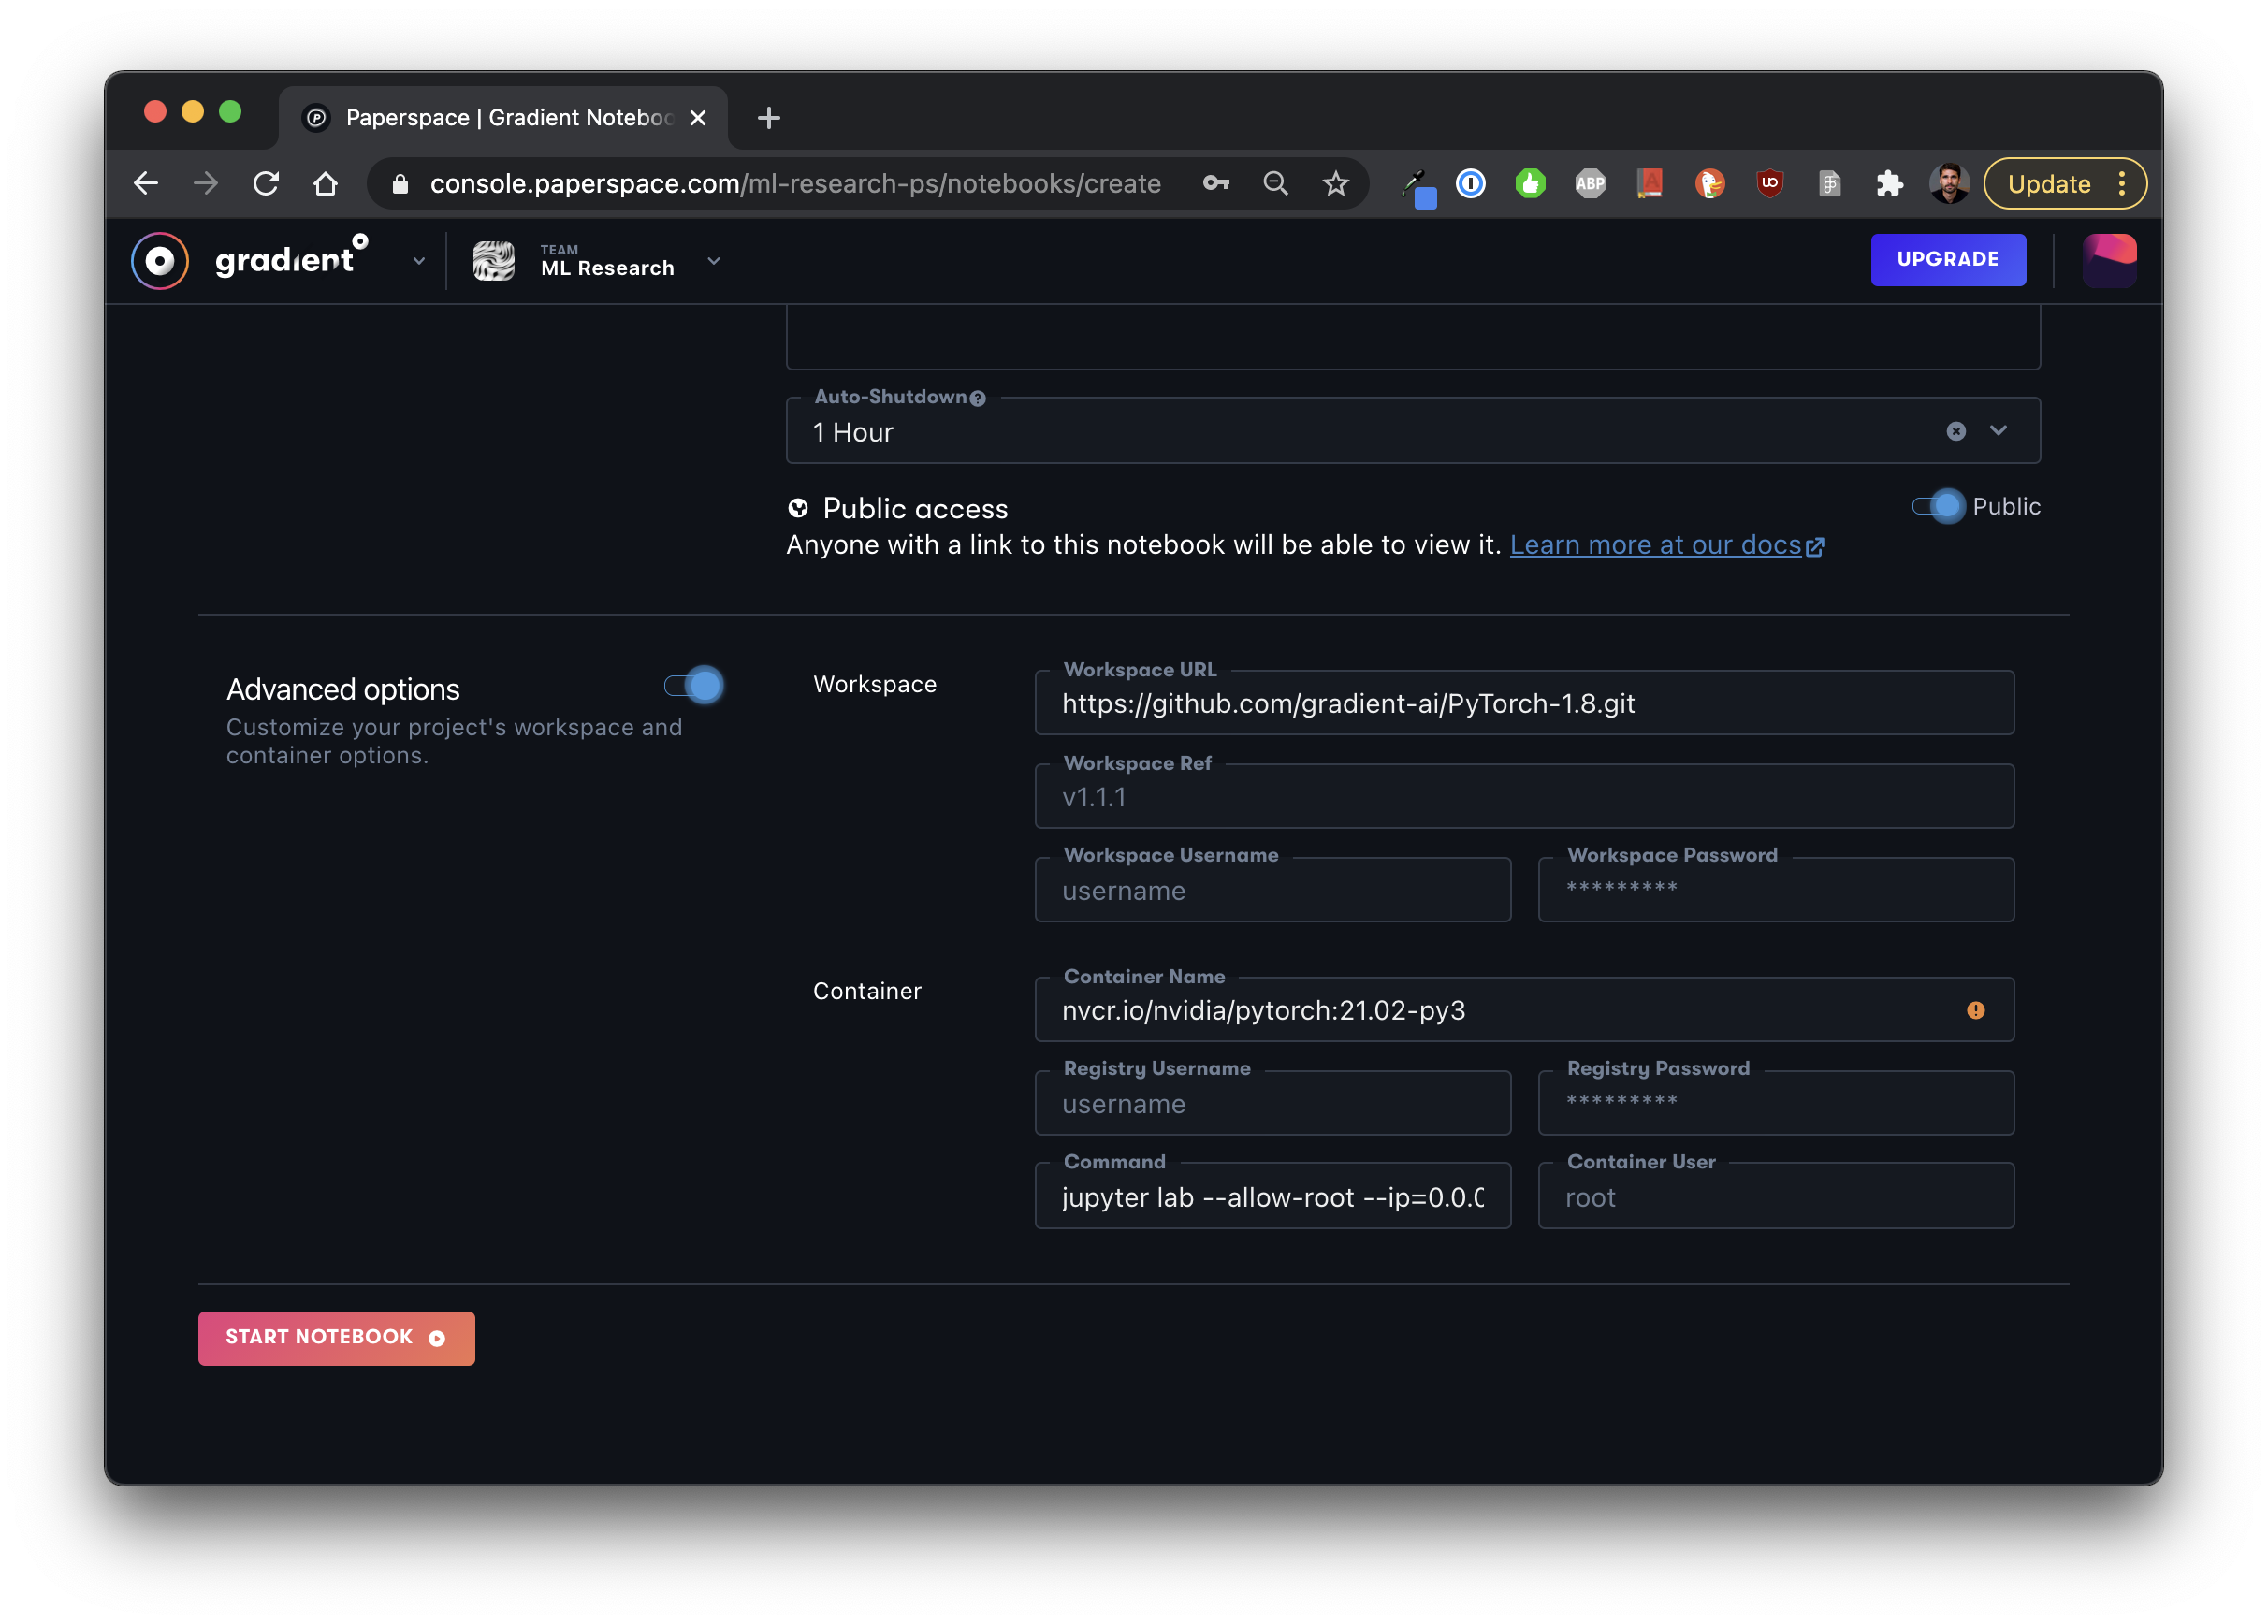 Paperspace | Gradient Noteboo
console.paperspace.com/ml-research-ps/notebooks/create
ABP
Update
gradient
TEAM
ML Research
UPGRADE
Auto-Shutdown
1 Hour
Public access
Public
Anyone with a link to this notebook will be able to view it. Learn more at our docs
Advanced options
Customize your project's workspace and
container options.
Workspace
Workspace URL
https://github.com/gradient-ai/PyTorch-1.8.git
Workspace Ref
v1.1.1
Workspace Username
username
Workspace Password
*********
Container
Container Name
nvcr.io/nvidia/pytorch:21.02-py3
Registry Username
username
Registry Password
*********
Command
jupyter lab --allow-root --ip=0.0.0
Container User
root
START NOTEBOOK